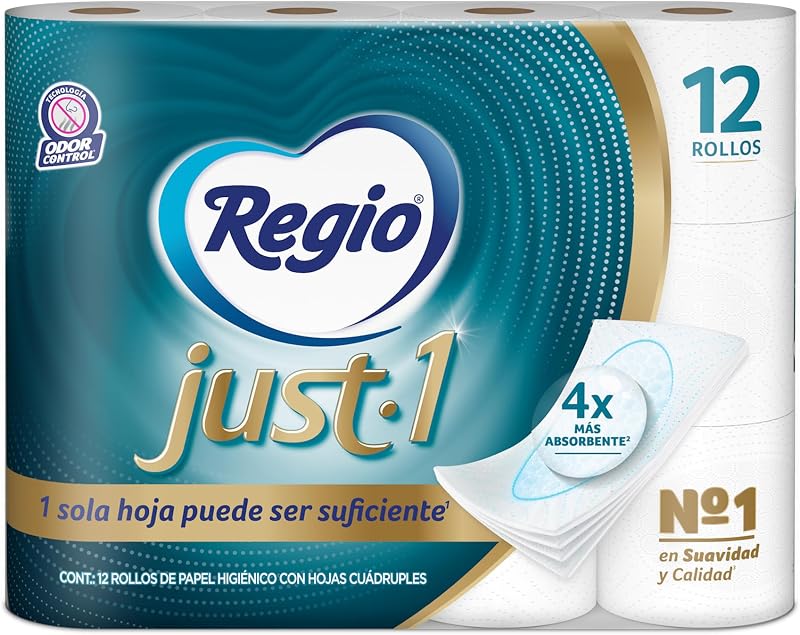 TECNOLOGÍA
ODOR
CONTROL
12
ROLLOS
Regio®
just·1
4x
MÁS
ABSORBENTE²
1 sola hoja puede ser suficiente¹
Nº1
en Suavidad
y Calidad³
CONT.: 12 ROLLOS DE PAPEL HIGIÉNICO CON HOJAS CUÁDRUPLES